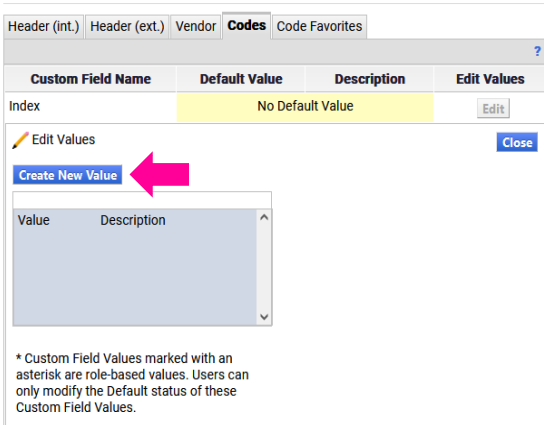 Header (int.) Header (ext.) Vendor Codes Code Favorites
?
Custom Field Name Default Value Description Edit Values
Index No Default Value Edit
Edit Values Close
Create New Value
Value Description
* Custom Field Values marked with an
asterisk are role-based values. Users can
only modify the Default status of these
Custom Field Values.